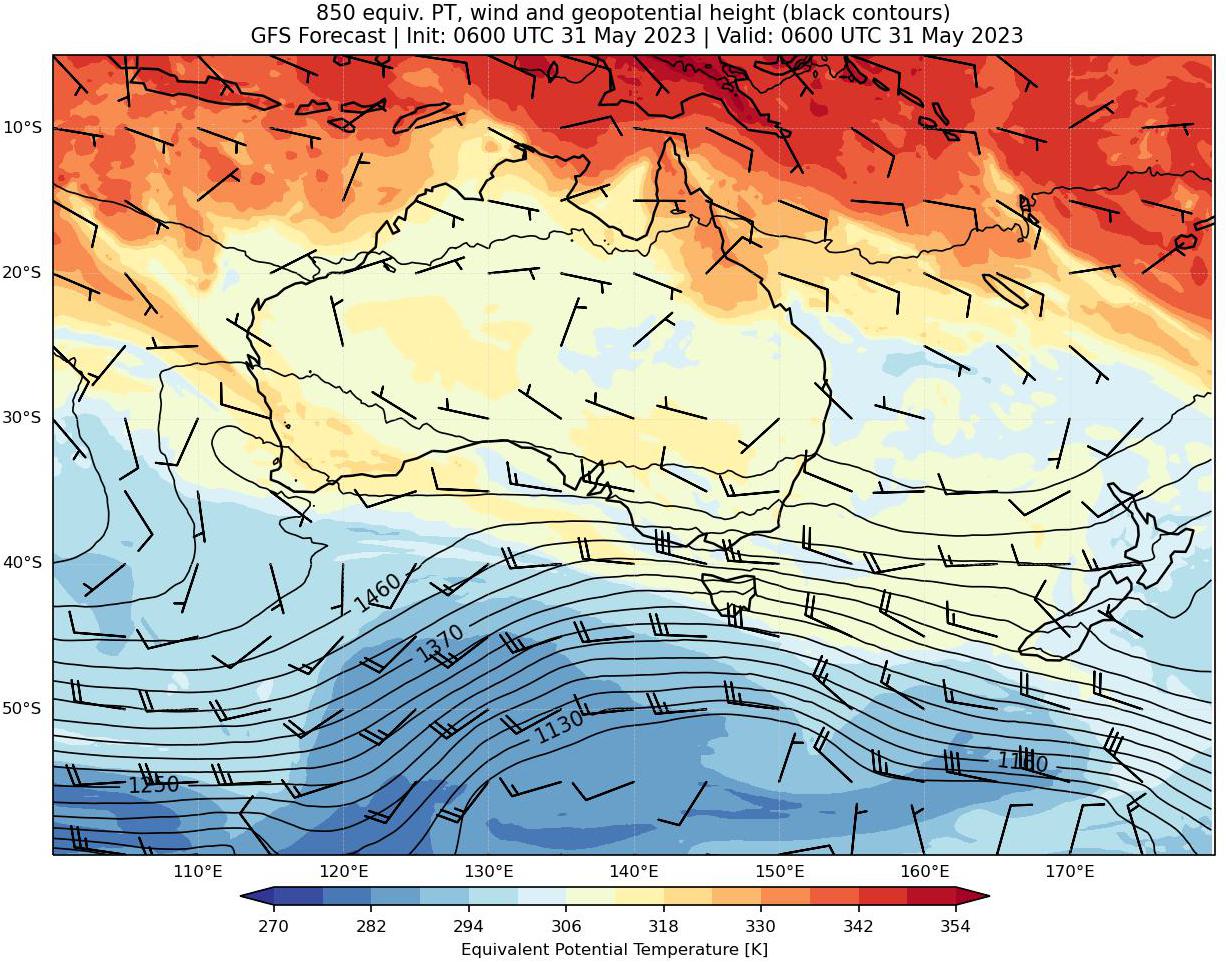 850 equiv. PT, wind and geopotential height (black contours)
GFS Forecast | Init: 0600 UTC 31 May 2023 | Valid: 0600 UTC 31 May 2023
10°S
20°S
30°S
40°S
50°S
1460
1370
1130
1160
1250
110°E 120°E 130°E 140°E 150°E 160°E 170°E
270 282 294 306 318 330 342 354
Equivalent Potential Temperature [K]